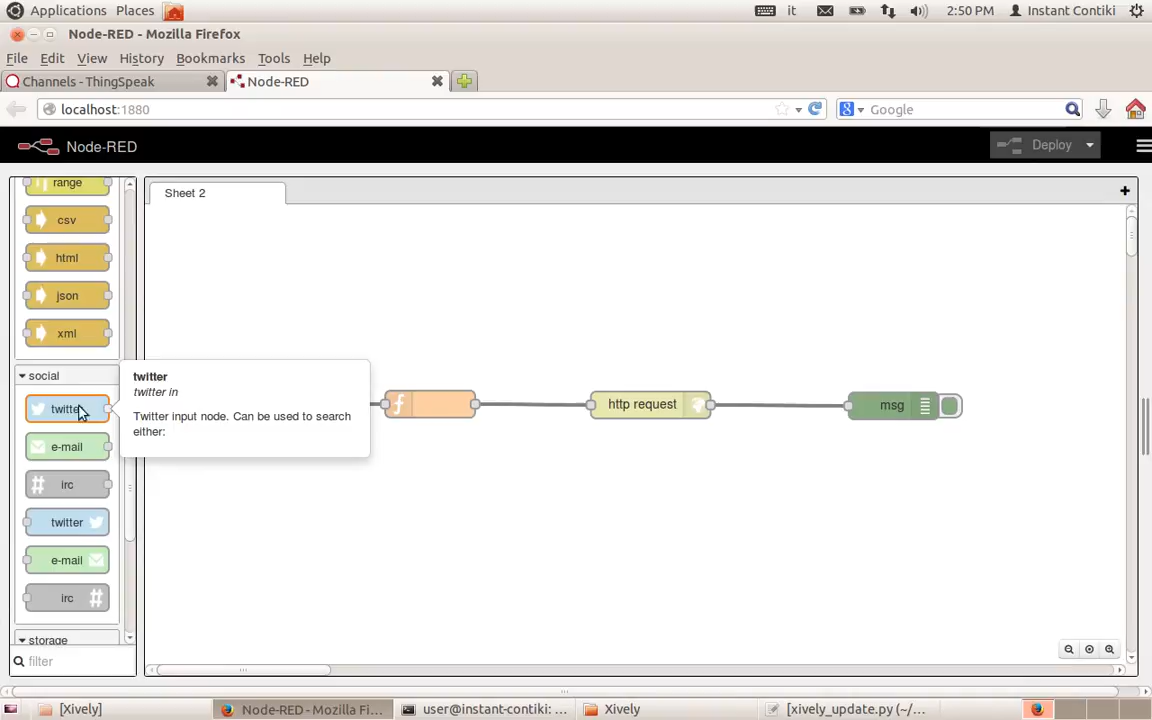 Applications Places it 2:50 PM Instant Contiki
Node-RED - Mozilla Firefox
File Edit View History Bookmarks Tools Help
Channels - ThingSpeak Node-RED
localhost:1880 Google
Node-RED Deploy
range
Sheet 2
csv
html
json
xml
social
twitter
twitter
twitter in
Twitter input node. Can be used to search
either:
http request
msg
e-mail
irc
twitter
e-mail
irc
storage
filter
[Xively] Node-RED - Mozilla Fi... user@instant-contiki: ... Xively [xively_update.py (~/...